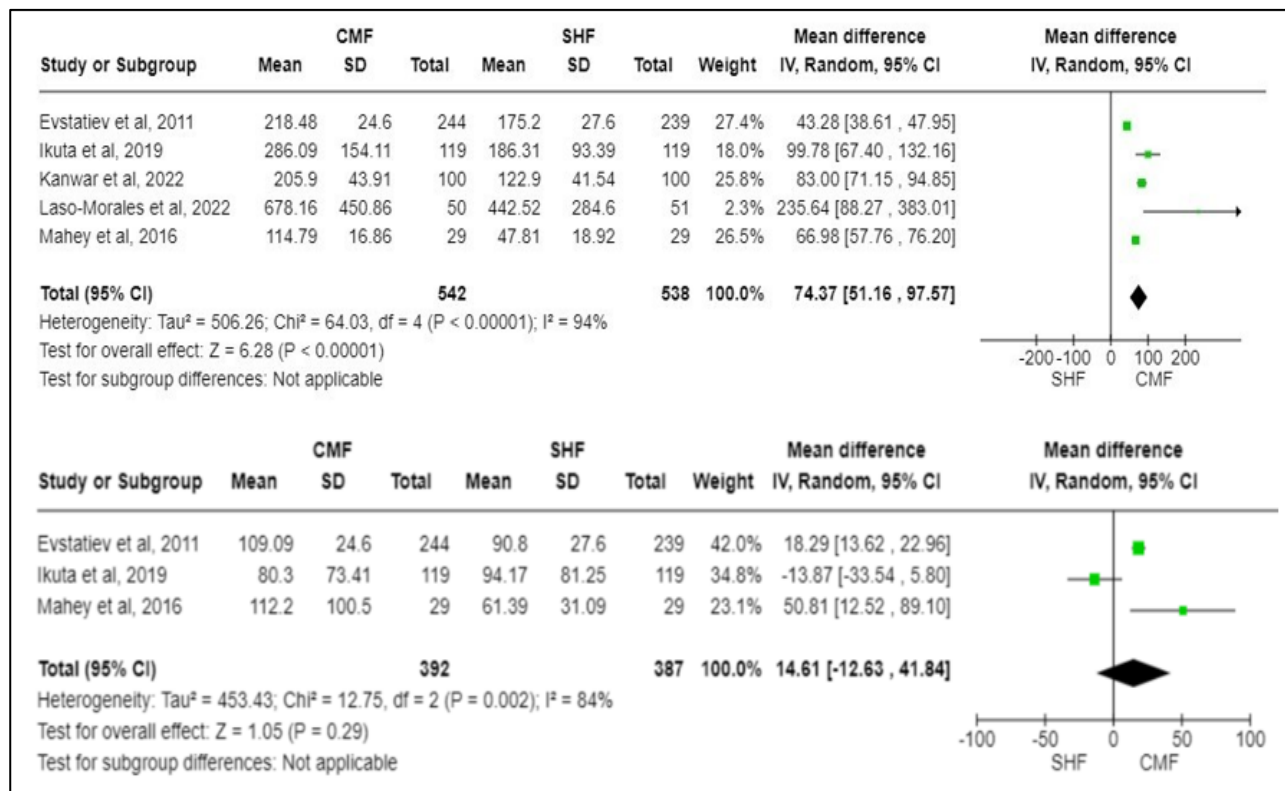 CMF SHF Mean difference Mean difference
Study or Subgroup Mean SD Total Mean SD Total Weight IV, Random, 95% CI IV, Random, 95% CI
Evstatiev et al, 2011 218.48 24.6 244 175.2 27.6 239 27.4% 43.28 [38.61 , 47.95]
Ikuta et al, 2019 286.09 154.11 119 186.31 93.39 119 18.0% 99.78 [67.40 , 132.16]
Kanwar et al, 2022 205.9 43.91 100 122.9 41.54 100 25.8% 83.00 [71.15 , 94.85]
Laso-Morales et al, 2022 678.16 450.86 50 442.52 284.6 51 2.3% 235.64 [88.27 , 383.01]
Mahey et al, 2016 114.79 16.86 29 47.81 18.92 29 26.5% 66.98 [57.76 , 76.20]
Total (95% CI) 542 538 100.0% 74.37 [51.16 , 97.57]
Heterogeneity: Tau² = 506.26; Chi² = 64.03, df = 4 (P < 0.00001); I² = 94%
Test for overall effect: Z = 6.28 (P < 0.00001)
Test for subgroup differences: Not applicable
-200 -100 0 100 200
SHF CMF
CMF SHF Mean difference Mean difference
Study or Subgroup Mean SD Total Mean SD Total Weight IV, Random, 95% CI IV, Random, 95% CI
Evstatiev et al, 2011 109.09 24.6 244 90.8 27.6 239 42.0% 18.29 [13.62 , 22.96]
Ikuta et al, 2019 80.3 73.41 119 94.17 81.25 119 34.8% -13.87 [-33.54 , 5.80]
Mahey et al, 2016 112.2 100.5 29 61.39 31.09 29 23.1% 50.81 [12.52 , 89.10]
Total (95% CI) 392 387 100.0% 14.61 [-12.63 , 41.84]
Heterogeneity: Tau² = 453.43; Chi² = 12.75, df = 2 (P = 0.002); I² = 84%
Test for overall effect: Z = 1.05 (P = 0.29)
Test for subgroup differences: Not applicable
-100 -50 0 50 100
SHF CMF